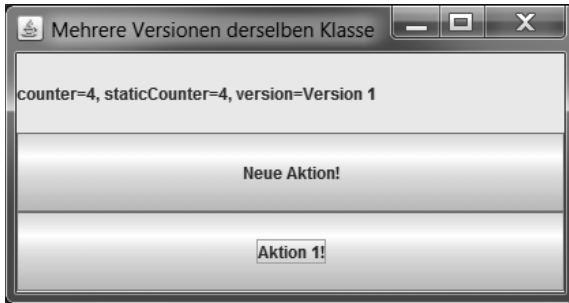 Mehrere Versionen derselben Klasse
counter=4, staticCounter=4, version=Version 1
Neue Aktion!
Aktion 1!